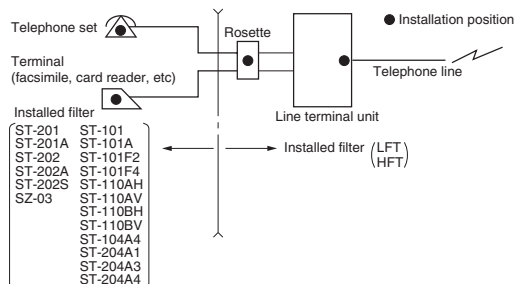 Telephone set
Rosette
● Installation position
Terminal
(facsimile, card reader, etc)
Telephone line
Line terminal unit
Installed filter
ST-201 ST-101
ST-201A ST-101A
ST-202 ST-101F2
ST-202A ST-101F4
ST-202S ST-110AH
SZ-03 ST-110AV
ST-110BH
ST-110BV
ST-104A4
ST-204A1
ST-204A3
ST-204A4
Installed filter (LFT
HFT)